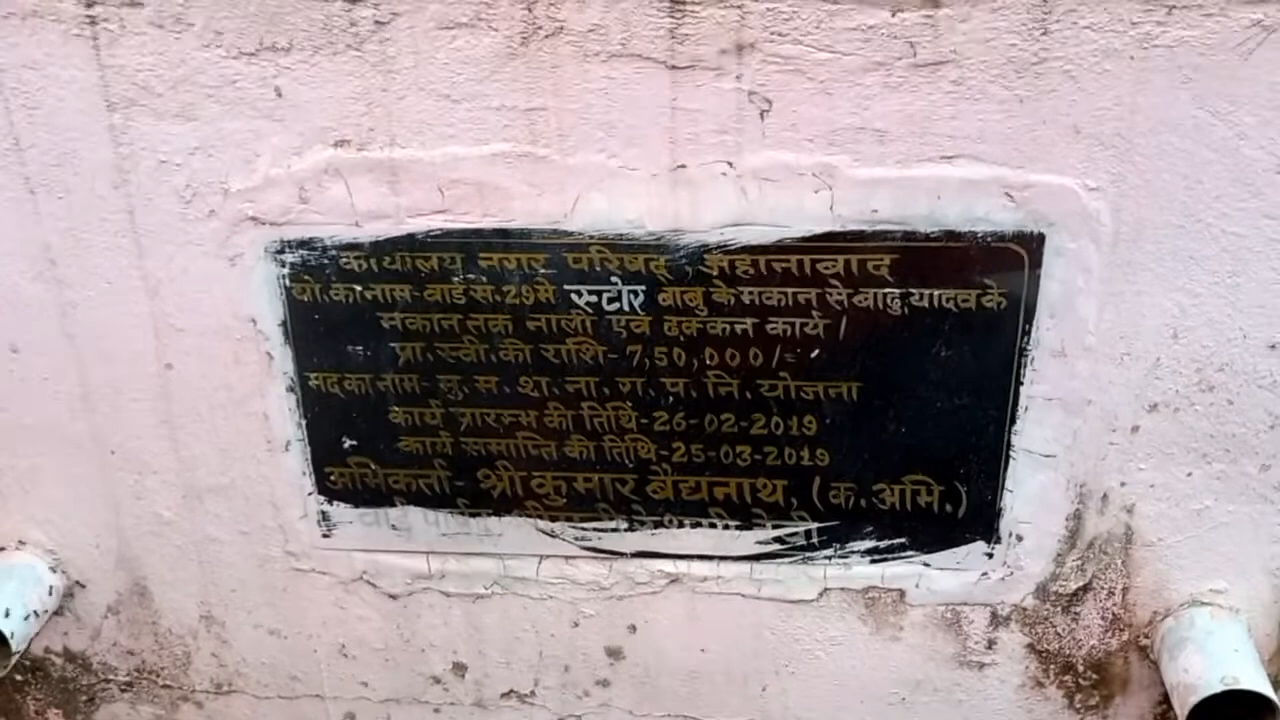 कार्यालय नगर परिषद, जहानाबाद
यो.का नाम-वार्ड सं.29 मे स्टोर बाबु के मकान से बाढु यादव के
मकान तक नाली एवं ढक्कन कार्य।
प्रा.स्वी.की राशि-7,50,000/=
मद का नाम-मु.स.श.ना.ग.प.नि.योजना
कार्य प्रारम्भ की तिथि-26-02-2019
कार्य समाप्ति की तिथि-25-03-2019
अभिकर्ता-श्री कुमार बैद्यनाथ, (क.अभि.)
वार्ड पार्षद